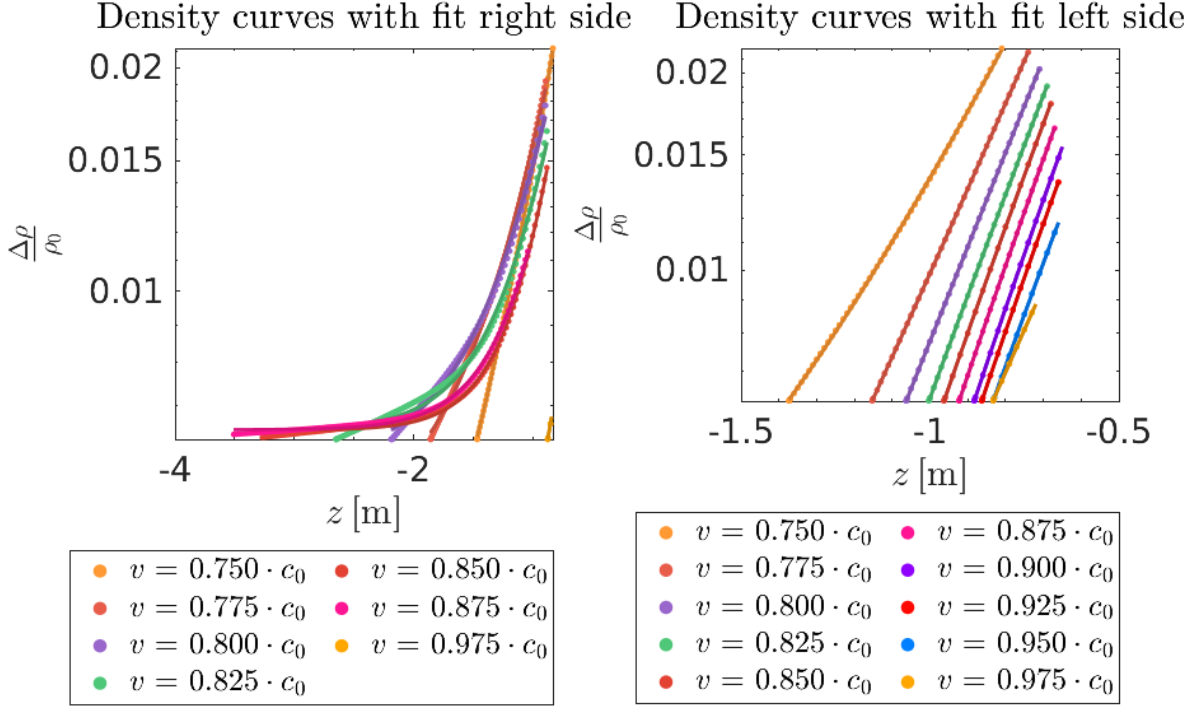 Density curves with fit right side
0.02
0.015
0.01
Δρ
ρ₀
-4
-2
z [m]
v = 0.750 · c₀
v = 0.775 · c₀
v = 0.800 · c₀
v = 0.825 · c₀
v = 0.850 · c₀
v = 0.875 · c₀
v = 0.975 · c₀
Density curves with fit left side
0.02
0.015
0.01
Δρ
ρ₀
-1.5
-1
-0.5
z [m]
v = 0.750 · c₀
v = 0.775 · c₀
v = 0.800 · c₀
v = 0.825 · c₀
v = 0.850 · c₀
v = 0.875 · c₀
v = 0.900 · c₀
v = 0.925 · c₀
v = 0.950 · c₀
v = 0.975 · c₀